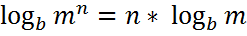 log_b m^n = n * log_b m